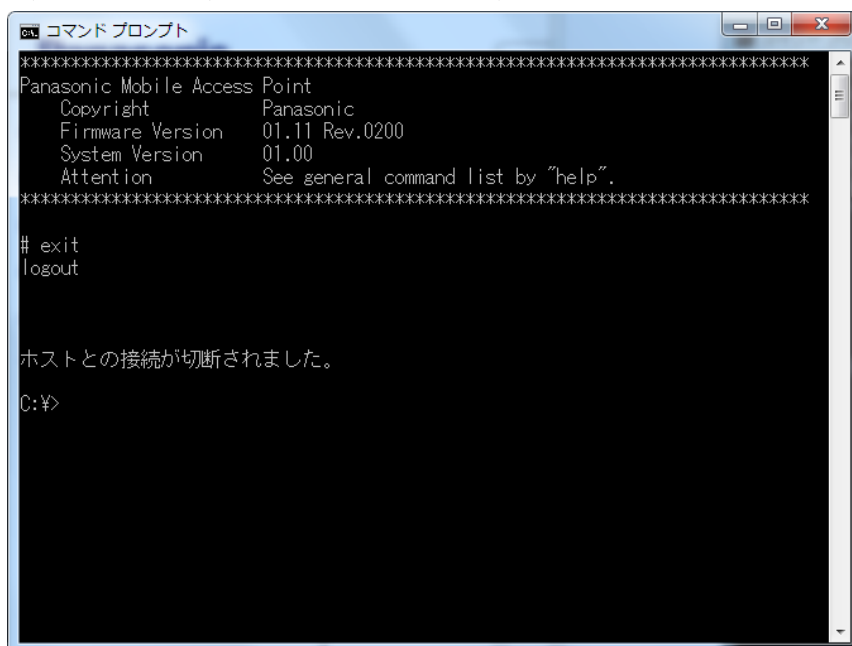 コマンド プロンプト
*****************************************************************************
Panasonic Mobile Access Point
Copyright Panasonic
Firmware Version 01.11 Rev.0200
System Version 01.00
Attention See general command list by "help".
*****************************************************************************
# exit
logout
ホストとの接続が切断されました。
C:¥>